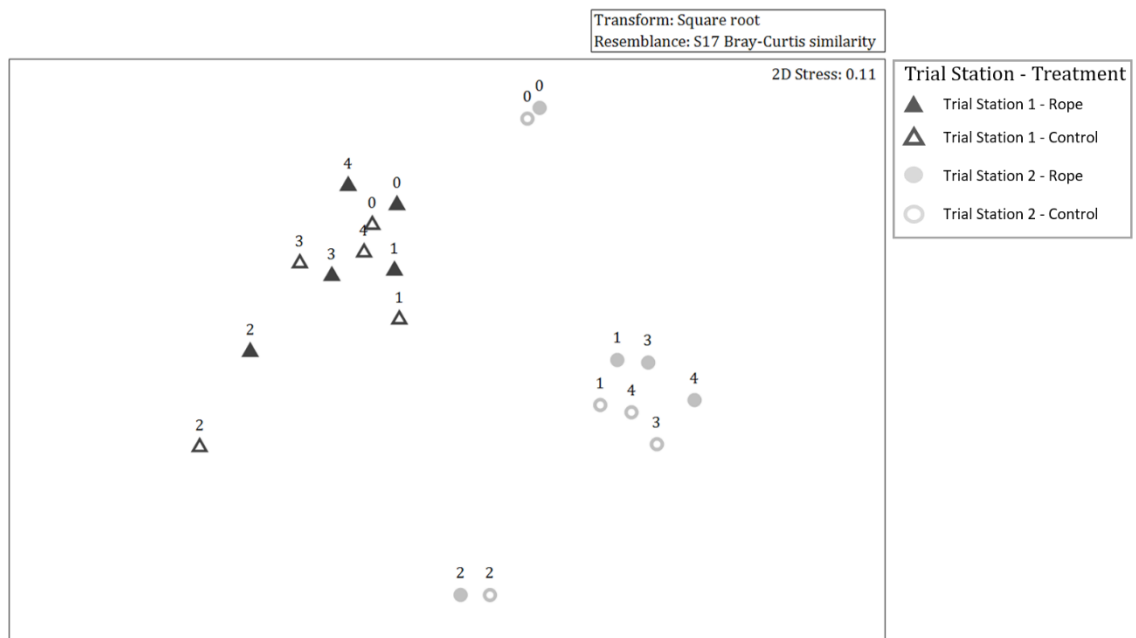 Transform: Square root
Resemblance: S17 Bray-Curtis similarity
2D Stress: 0.11
Trial Station - Treatment
Trial Station 1 - Rope
Trial Station 1 - Control
Trial Station 2 - Rope
Trial Station 2 - Control
0
0
4
0
0
4
3
3
1
1
2
1
3
4
1
4
3
2
2
2